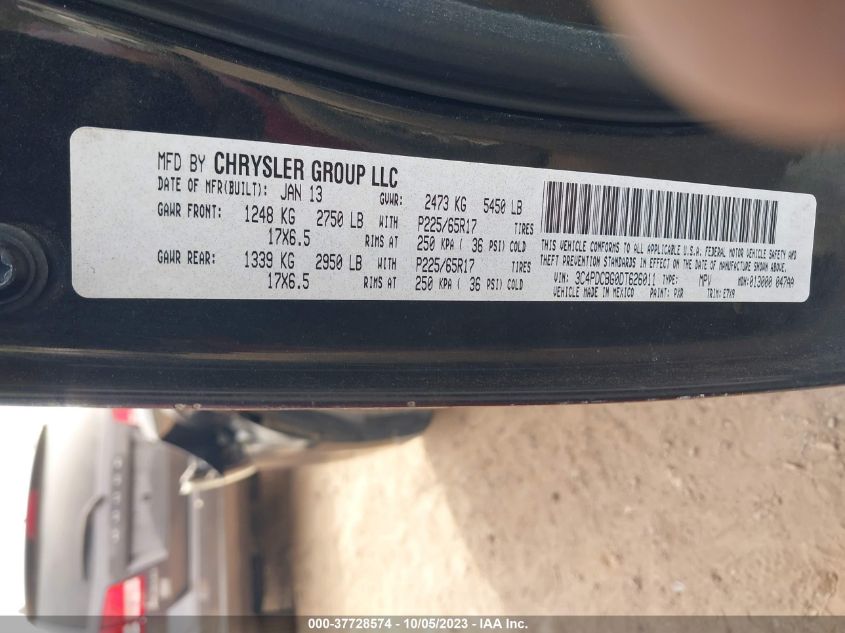 MFD BY CHRYSLER GROUP LLC
DATE OF MFR(BUILT): JAN 13 GVWR: 2473 KG 5450 LB
GAWR FRONT: 1248 KG 2750 LB WITH P225/65R17 TIRES
17X6.5 RIMS AT 250 KPA ( 36 PSI) COLD
GAWR REAR: 1339 KG 2950 LB WITH P225/65R17 TIRES
17X6.5 RIMS AT 250 KPA ( 36 PSI) COLD
THIS VEHICLE CONFORMS TO ALL APPLICABLE U.S.A. FEDERAL MOTOR VEHICLE SAFETY AND
THEFT PREVENTION STANDARDS IN EFFECT ON THE DATE OF MANUFACTURE SHOWN ABOVE.
VIN: 3C4PDCBG0DT626011 TYPE: MPV MDH: 013000 047AA
VEHICLE MADE IN MEXICO PAINT: PXR TRIM: E7X9
000-37728574 - 10/05/2023 - IAA Inc.